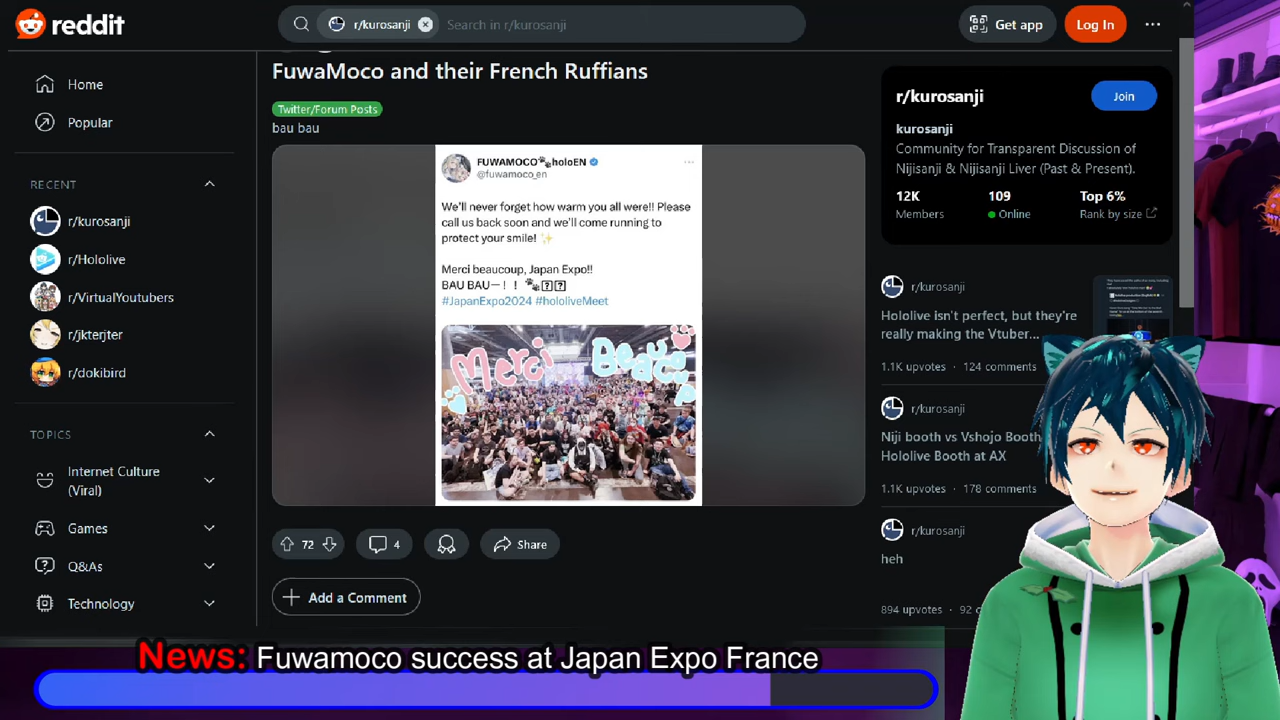 reddit
r/kurosanji
Search in r/kurosanji
Get app
Log In
Home
Popular
RECENT
r/kurosanji
r/Hololive
r/VirtualYoutubers
r/jkterjter
r/dokibird
TOPICS
Internet Culture
(Viral)
Games
Q&As
Technology
FuwaMoco and their French Ruffians
Twitter/Forum Posts
bau bau
FUWAMOCO🐾holoEN
@fuwamoco_en
We'll never forget how warm you all were!! Please
call us back soon and we'll come running to
protect your smile! ✨
Merci beaucoup, Japan Expo!!
BAU BAUー！！ 🐾
#JapanExpo2024 #hololiveMeet
Merci Beauco
72
4
Share
Add a Comment
r/kurosanji
Join
kurosanji
Community for Transparent Discussion of
Nijisanji & Nijisanji Liver (Past & Present).
12K 109 Top 6%
Members Online Rank by size
r/kurosanji
Hololive isn't perfect, but they're
really making the Vtuber...
1.1K upvotes · 124 comments
r/kurosanji
Niji booth vs Vshojo Booth
Hololive Booth at AX
1.1K upvotes · 178 comments
r/kurosanji
heh
894 upvotes · 92 c
News: Fuwamoco success at Japan Expo France